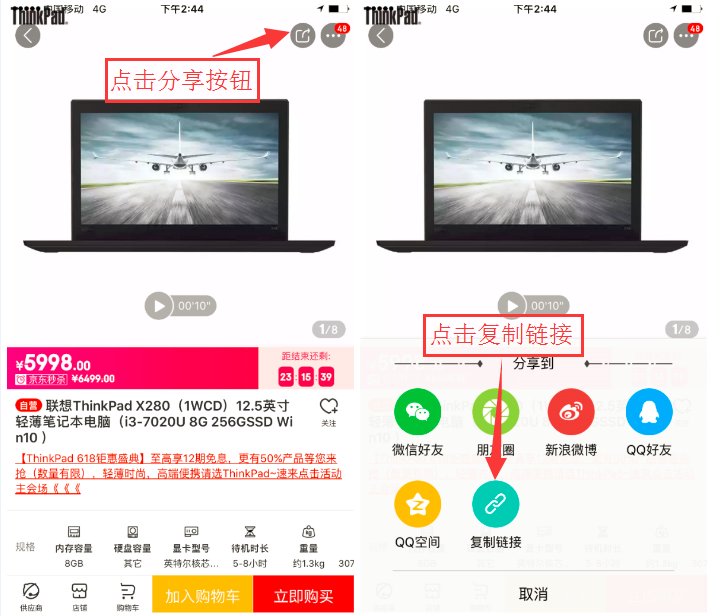 中国移动 4G 下午2:44
ThinkPad
48
点击分享按钮
00'10"
1/8
¥5998.00
京东秒杀 ¥6499.00
距结束还剩:
23:15:39
自营 联想ThinkPad X280（1WCD）12.5英寸
轻薄笔记本电脑（i3-7020U 8G 256GSSD Wi
n10 ）
关注
【ThinkPad 618钜惠盛典】至高享12期免息，更有50%产品等您来
抢（数量有限），轻薄时尚，高端便携请选ThinkPad~速来点击活动
主会场《《《
规格
内存容量 硬盘容量 显卡型号 待机时长 重量
8GB 其它 英特尔核芯... 5-8小时 约1.3kg 307
供应商 店铺 购物车 加入购物车 立即购买
中国移动 4G 下午2:44
ThinkPad
48
00'10"
1/8
点击复制链接
分享到
微信好友 朋友圈 新浪微博 QQ好友
QQ空间 复制链接
取消